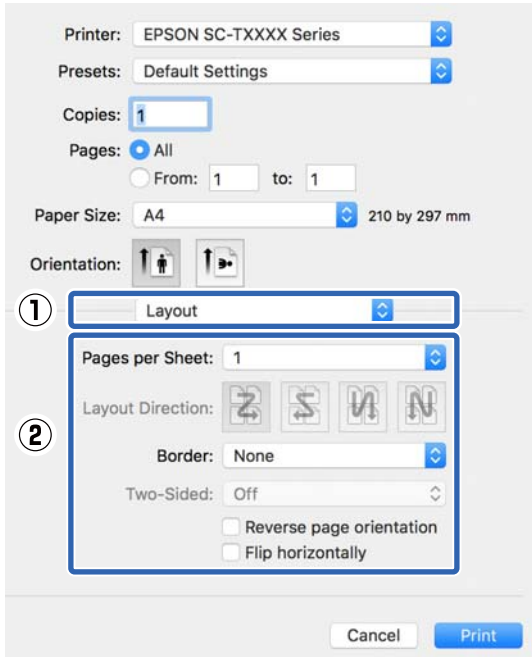 Printer: EPSON SC-TXXXX Series
Presets: Default Settings
Copies: 1
Pages: All
From: 1 to: 1
Paper Size: A4 210 by 297 mm
Orientation:
① Layout
Pages per Sheet: 1
② Layout Direction:
Border: None
Two-Sided: Off
Reverse page orientation
Flip horizontally
Cancel Print